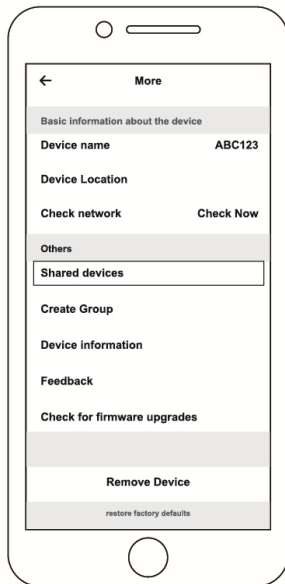 More
Basic information about the device
Device name ABC123
Device Location
Check network Check Now
Others
Shared devices
Create Group
Device information
Feedback
Check for firmware upgrades
Remove Device
restore factory defaults